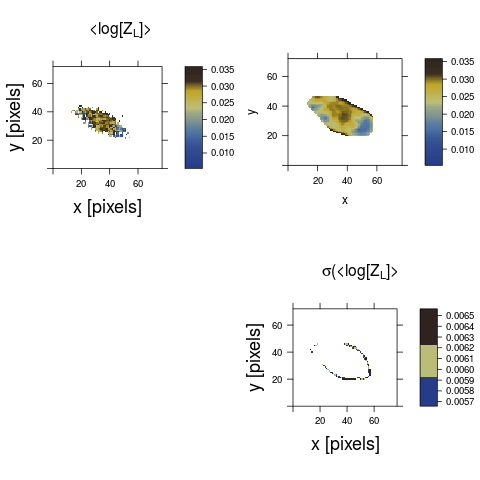 <log[Z_L]>
60
40
20
20 40 60
x [pixels]
y [pixels]
0.035
0.030
0.025
0.020
0.015
0.010
60
40
20
20 40 60
x
y
0.035
0.030
0.025
0.020
0.015
0.010
σ(<log[Z_L]>
60
40
20
20 40 60
x [pixels]
y [pixels]
0.0065
0.0064
0.0063
0.0062
0.0061
0.0060
0.0059
0.0058
0.0057